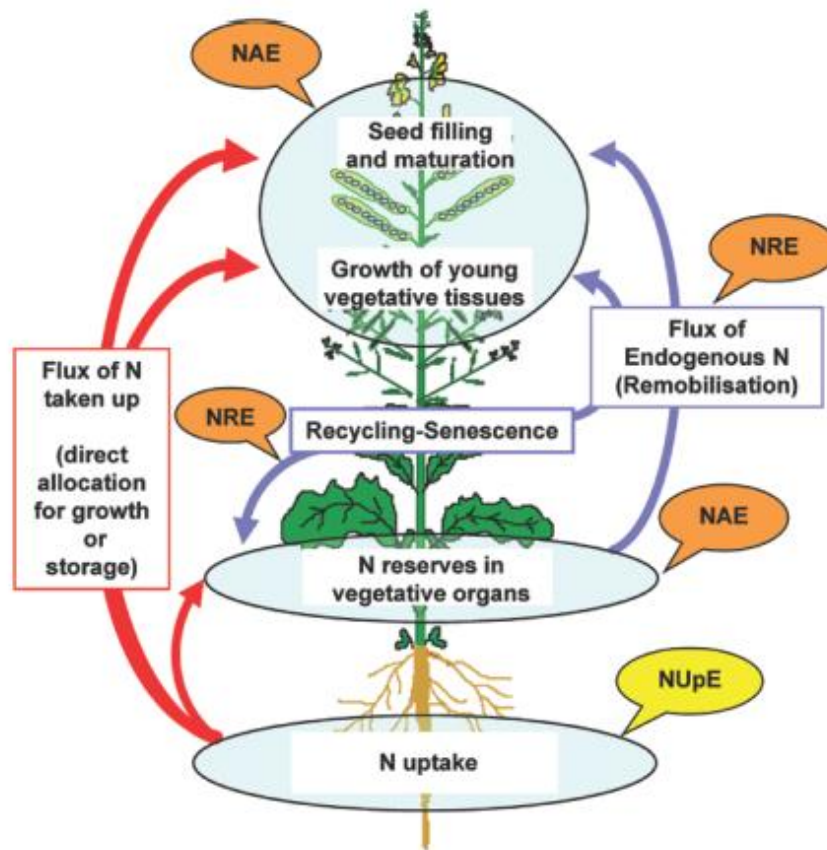 NAE
Seed filling
and maturation
NRE
Growth of young
vegetative tissues
Flux of N
taken up
(direct
allocation
for growth
or
storage)
Flux of
Endogenous N
(Remobilisation)
NRE
Recycling-Senescence
NAE
N reserves in
vegetative organs
NUpE
N uptake